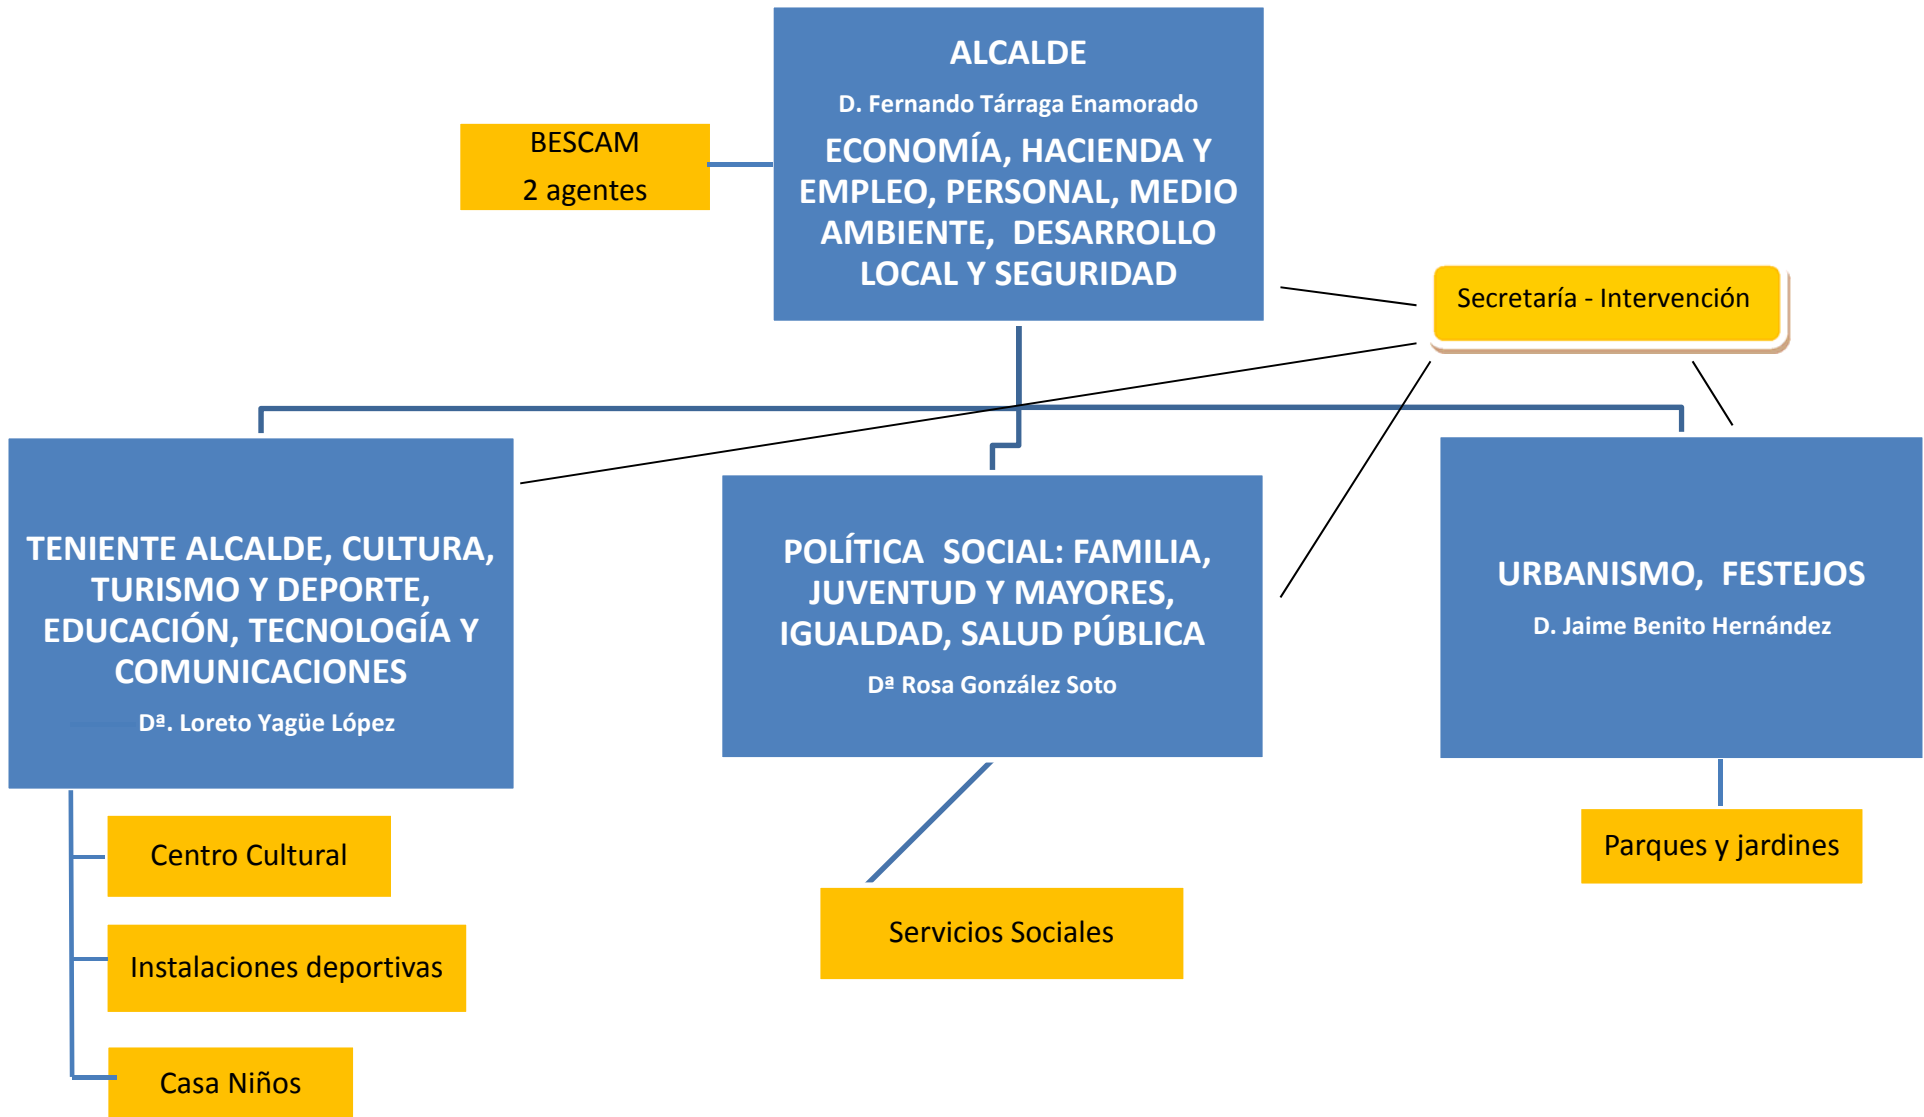 ALCALDE
D. Fernando Tárraga Enamorado
ECONOMÍA, HACIENDA Y
EMPLEO, PERSONAL, MEDIO
AMBIENTE, DESARROLLO
LOCAL Y SEGURIDAD
BESCAM
2 agentes
Secretaría - Intervención
TENIENTE ALCALDE, CULTURA,
TURISMO Y DEPORTE,
EDUCACIÓN, TECNOLOGÍA Y
COMUNICACIONES
Dª. Loreto Yagüe López
POLÍTICA SOCIAL: FAMILIA,
JUVENTUD Y MAYORES,
IGUALDAD, SALUD PÚBLICA
Dª Rosa González Soto
URBANISMO, FESTEJOS
D. Jaime Benito Hernández
Centro Cultural
Instalaciones deportivas
Casa Niños
Servicios Sociales
Parques y jardines